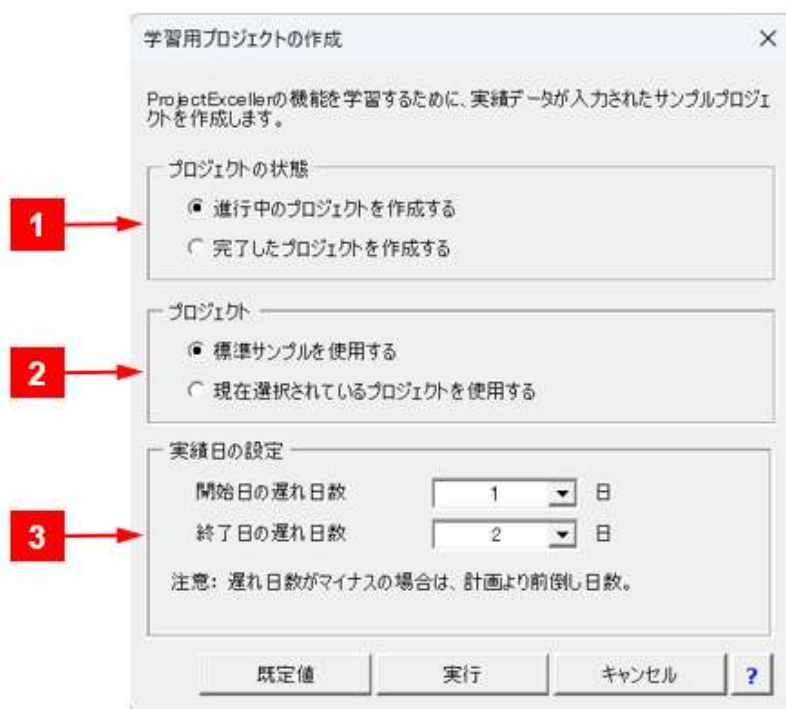 学習用プロジェクトの作成
ProjectExcellerの機能を学習するために、実績データが入力されたサンプルプロジェ
クトを作成します。
プロジェクトの状態
1
進行中のプロジェクトを作成する
完了したプロジェクトを作成する
プロジェクト
2
標準サンプルを使用する
現在選択されているプロジェクトを使用する
実績日の設定
開始日の遅れ日数 1 日
3
終了日の遅れ日数 2 日
注意: 遅れ日数がマイナスの場合は、計画より前倒し日数。
既定値 実行 キャンセル ?